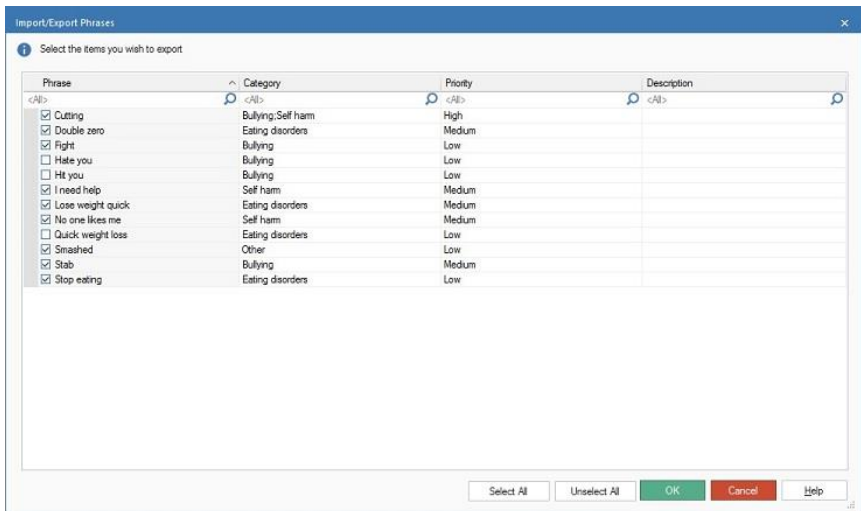 Import/Export Phrases
Select the items you wish to export
Phrase Category Priority Description
<All> <All> <All> <All>
Cutting Bullying;Self harm High
Double zero Eating disorders Medium
Fight Bullying Low
Hate you Bullying Low
Hit you Bullying Low
I need help Self harm Medium
Lose weight quick Eating disorders Medium
No one likes me Self harm Medium
Quick weight loss Eating disorders Low
Smashed Other Low
Stab Bullying Medium
Stop eating Eating disorders Low
Select All Unselect All OK Cancel Help